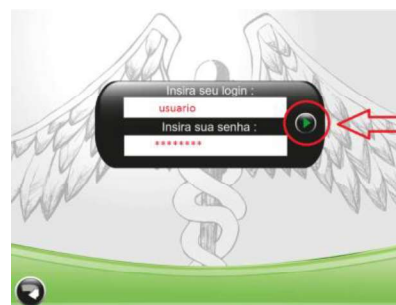 Insira seu login :
usuario
Insira sua senha :
********